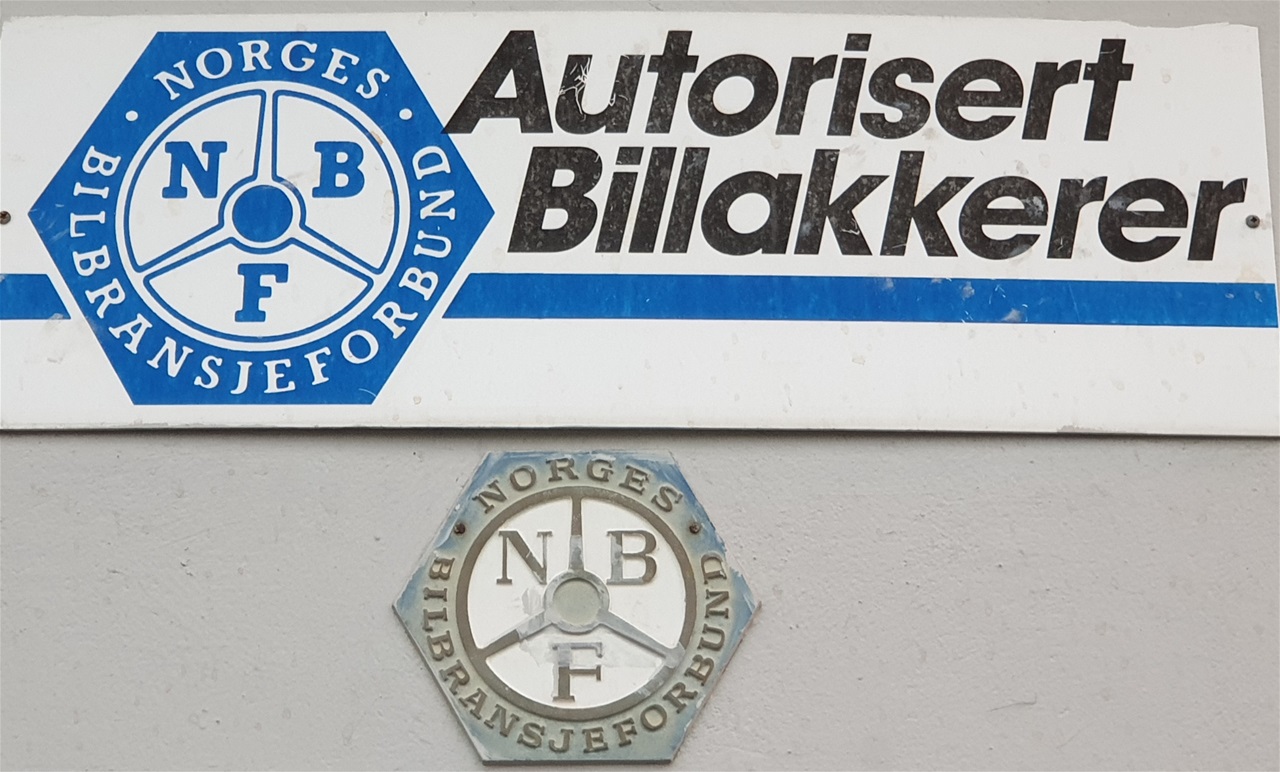 NORGES
BILBRANSJEFORBUND
N B
F
Autorisert
Billakkerer
NORGES
BILBRANSJEFORBUND
N B
F